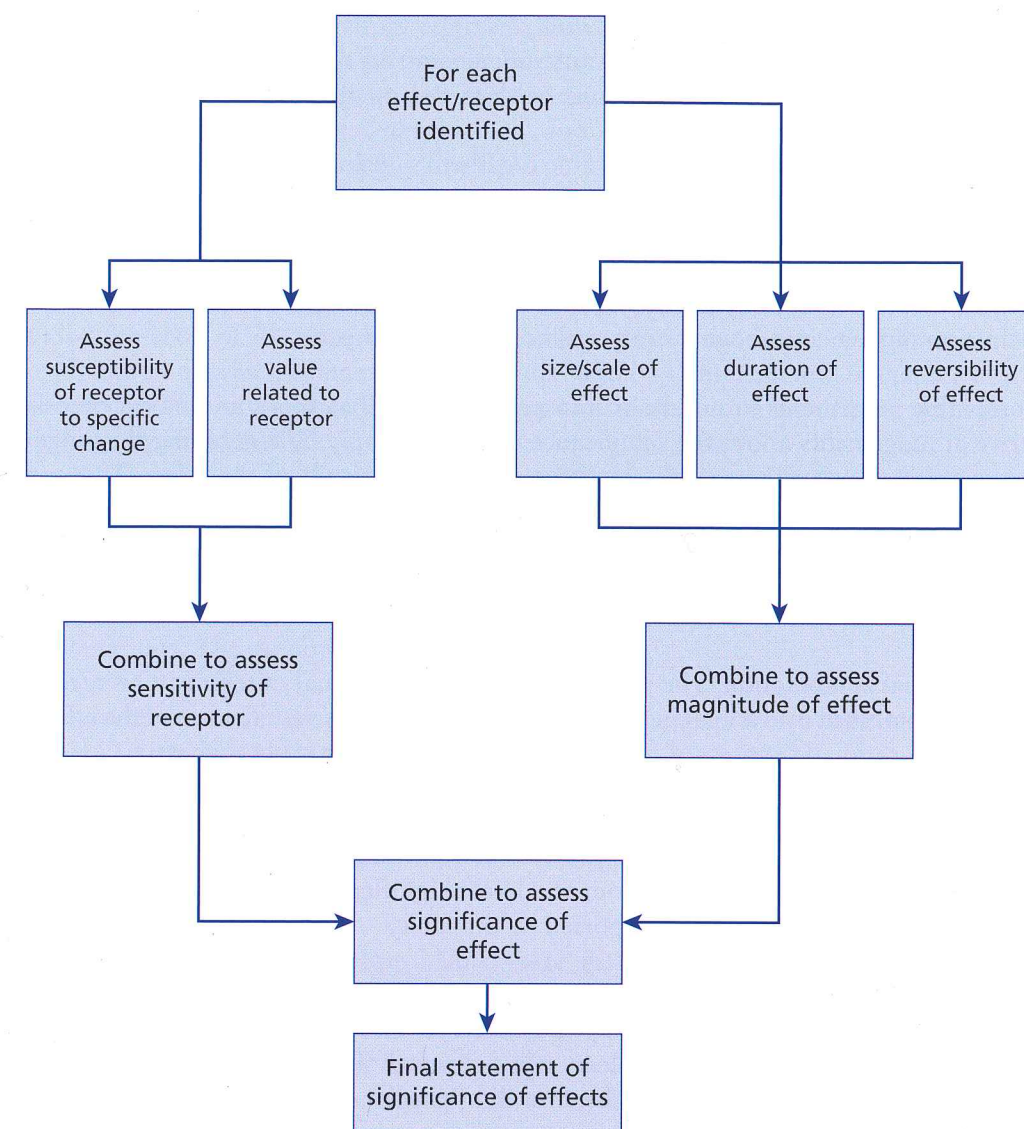 For each
effect/receptor
identified
Assess
susceptibility
of receptor
to specific
change
Assess
value
related to
receptor
Assess
size/scale of
effect
Assess
duration of
effect
Assess
reversibility
of effect
Combine to assess
sensitivity of
receptor
Combine to assess
magnitude of effect
Combine to assess
significance of
effect
Final statement of
significance of effects